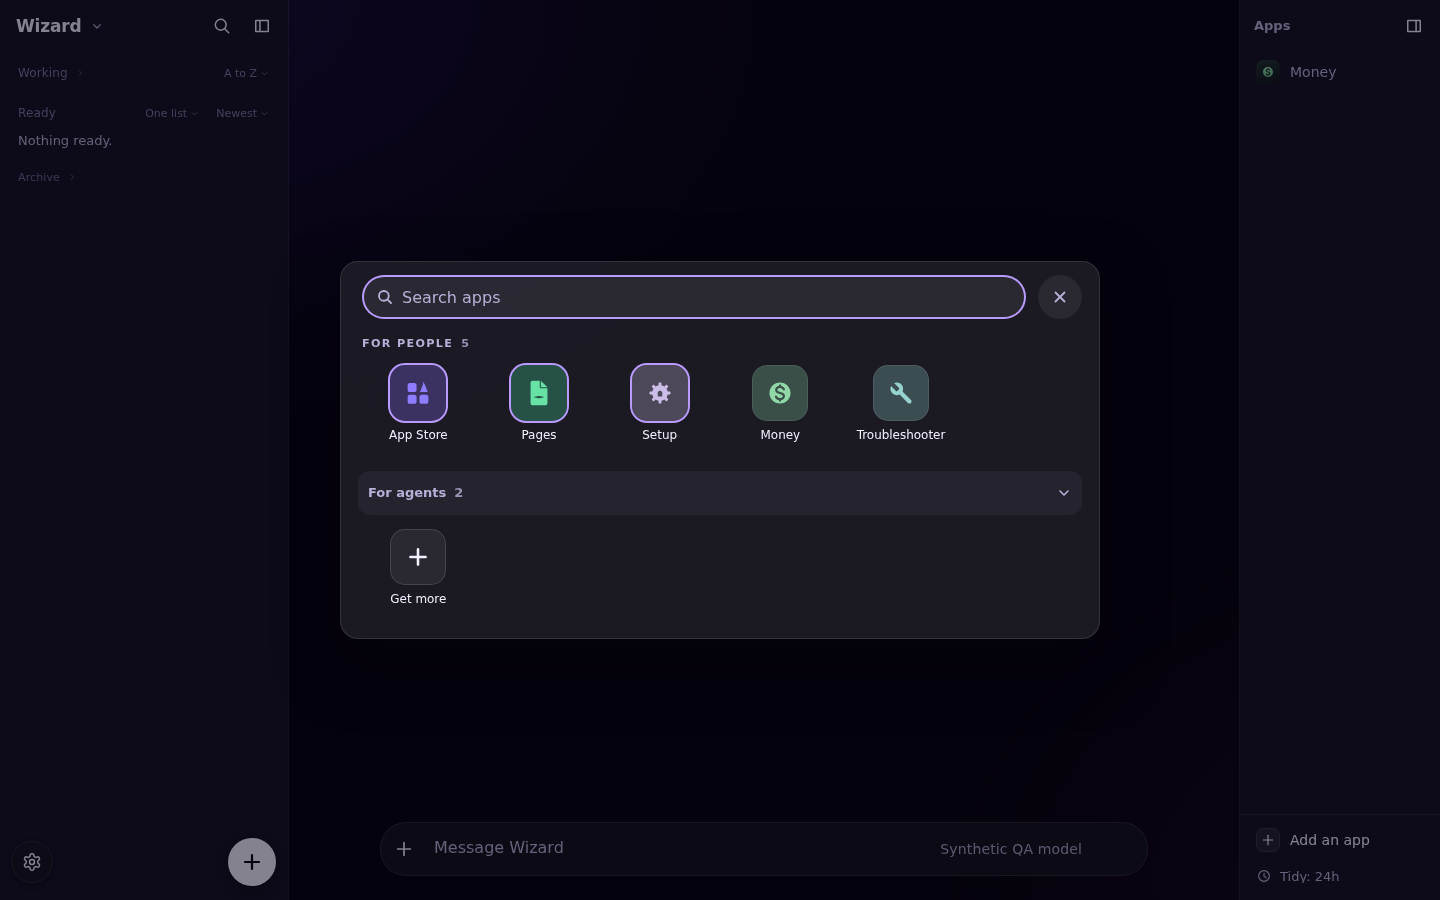 Wizard
Working
A to Z
Ready
One list
Newest
Nothing ready.
Archive
Search apps
FOR PEOPLE 5
App Store
Pages
Setup
Money
Troubleshooter
For agents 2
Get more
Message Wizard
Synthetic QA model
Apps
Money
Add an app
Tidy: 24h